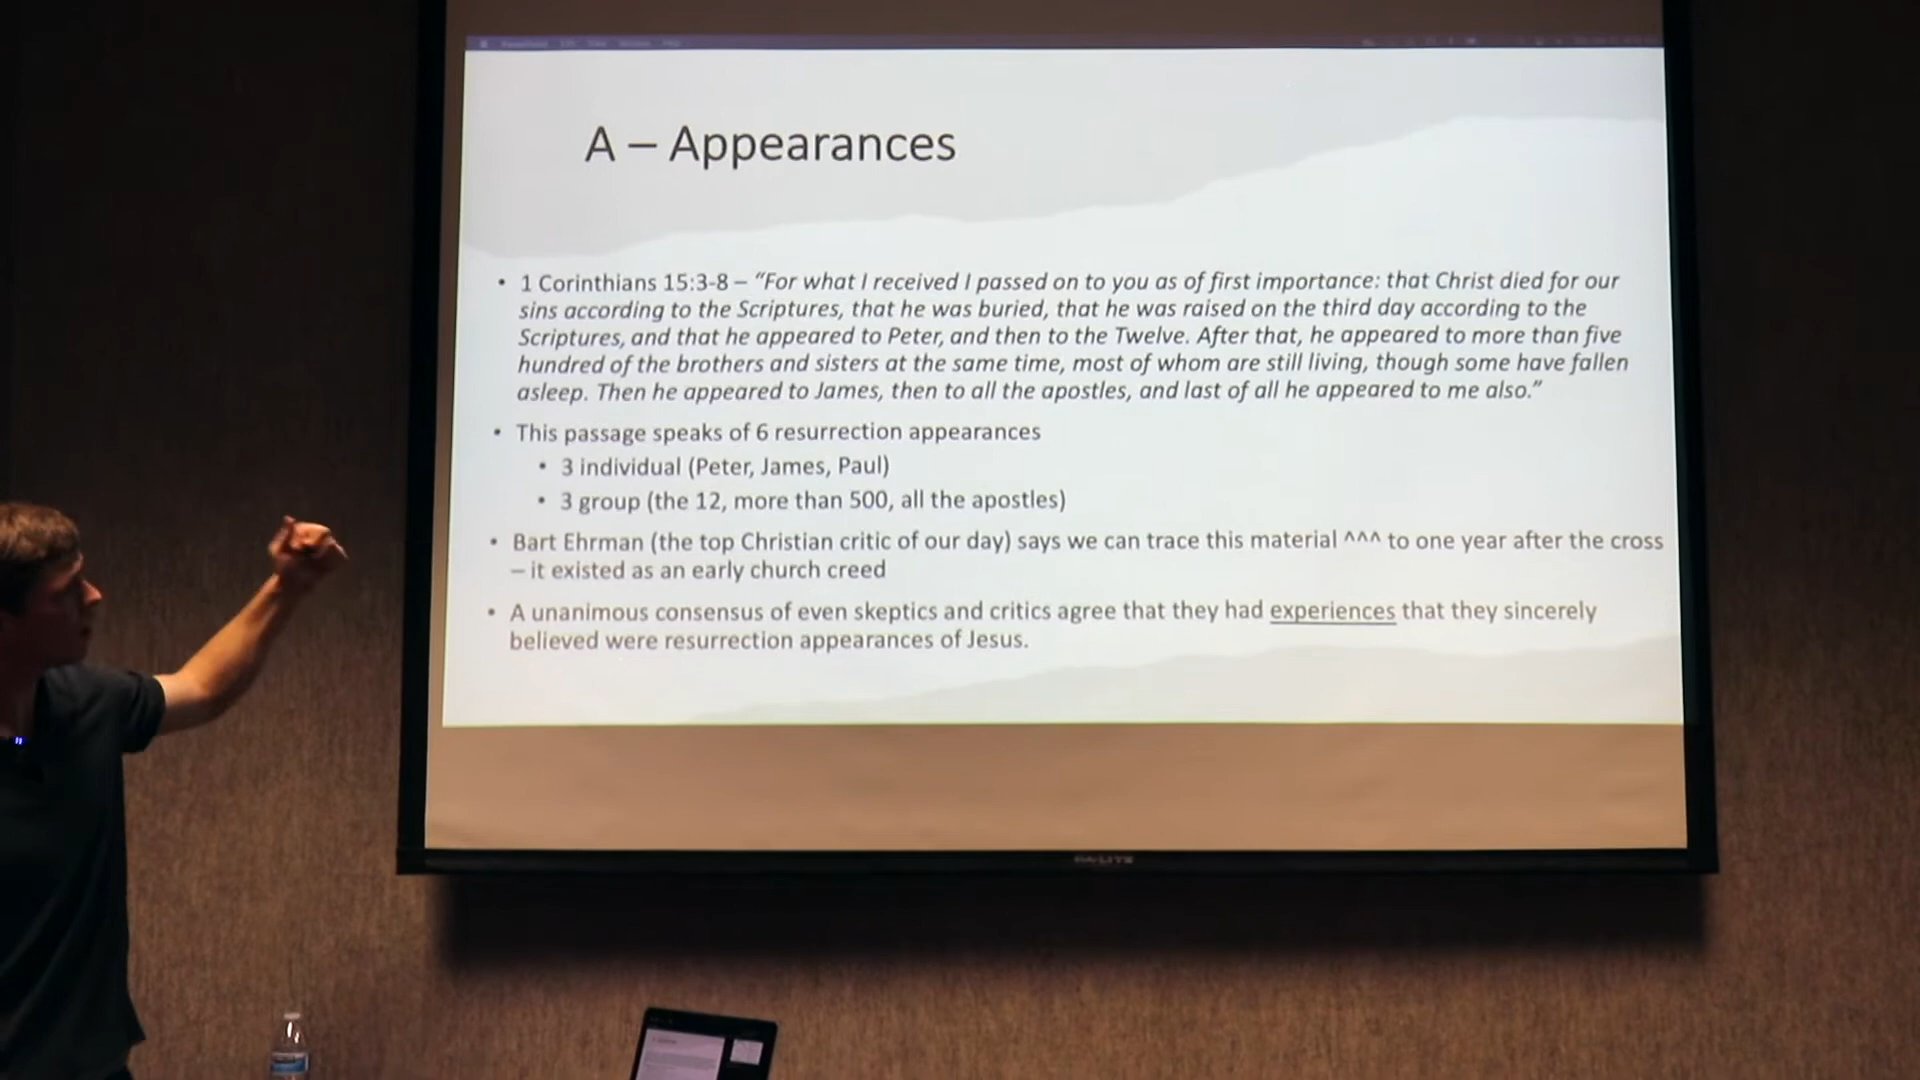 A – Appearances
• 1 Corinthians 15:3-8 – “For what I received I passed on to you as of first importance: that Christ died for our
sins according to the Scriptures, that he was buried, that he was raised on the third day according to the
Scriptures, and that he appeared to Peter, and then to the Twelve. After that, he appeared to more than five
hundred of the brothers and sisters at the same time, most of whom are still living, though some have fallen
asleep. Then he appeared to James, then to all the apostles, and last of all he appeared to me also.”
• This passage speaks of 6 resurrection appearances
• 3 individual (Peter, James, Paul)
• 3 group (the 12, more than 500, all the apostles)
• Bart Ehrman (the top Christian critic of our day) says we can trace this material ^^^ to one year after the cross
– it existed as an early church creed
• A unanimous consensus of even skeptics and critics agree that they had experiences that they sincerely
believed were resurrection appearances of Jesus.
DA-LITE